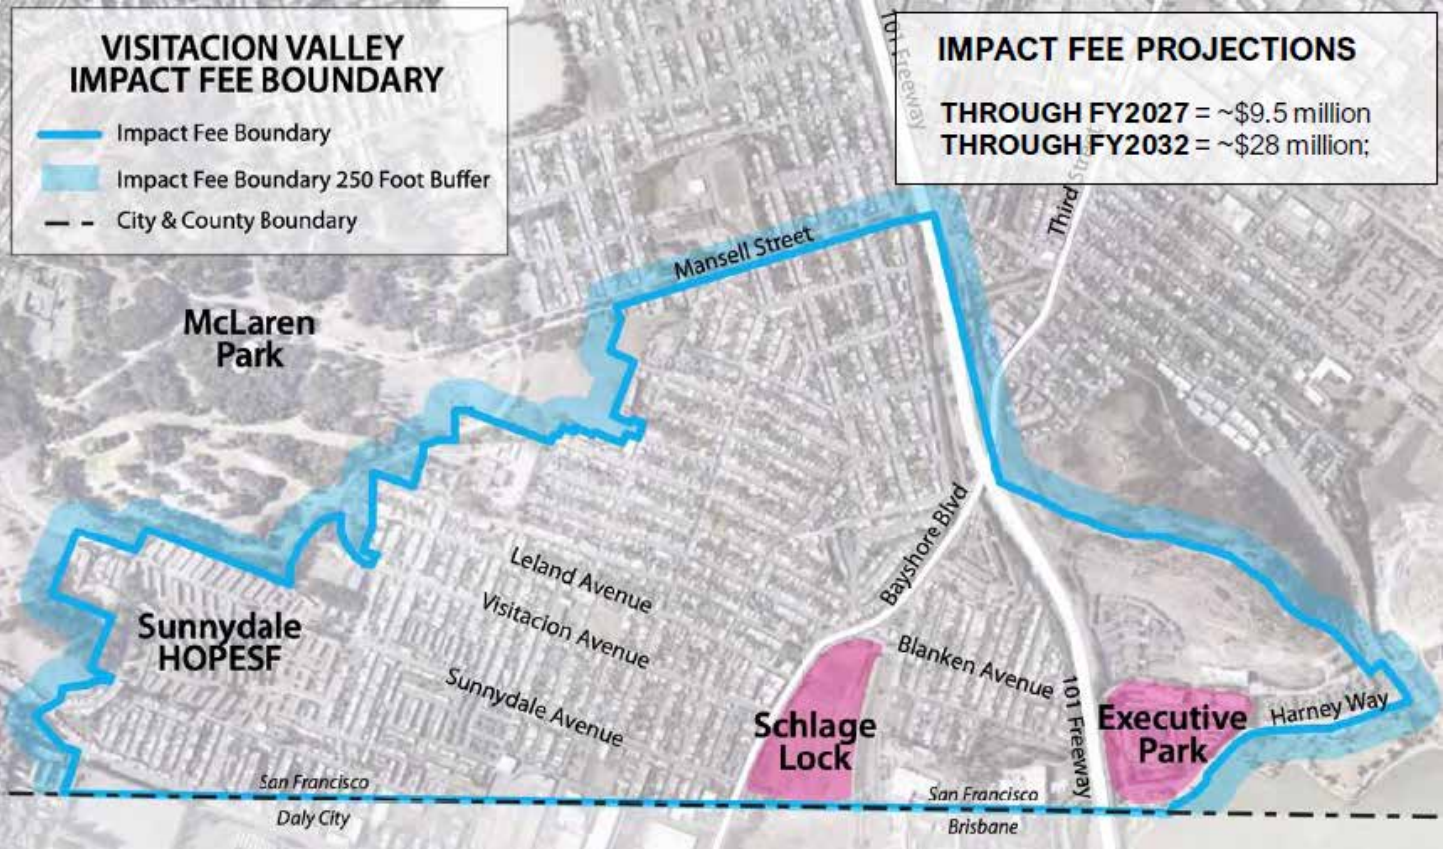 VISITACION VALLEY
IMPACT FEE BOUNDARY
Impact Fee Boundary
Impact Fee Boundary 250 Foot Buffer
City & County Boundary
IMPACT FEE PROJECTIONS
THROUGH FY2027 = ~$9.5 million
THROUGH FY2032 = ~$28 million;
101 Freeway
Third Street
Mansell Street
McLaren
Park
Bayshore Blvd
Leland Avenue
Visitacion Avenue
Sunnydale Avenue
Sunnydale
HOPESF
Blanken Avenue
101 Freeway
Schlage
Lock
Executive
Park
Harney Way
San Francisco
Daly City
San Francisco
Brisbane